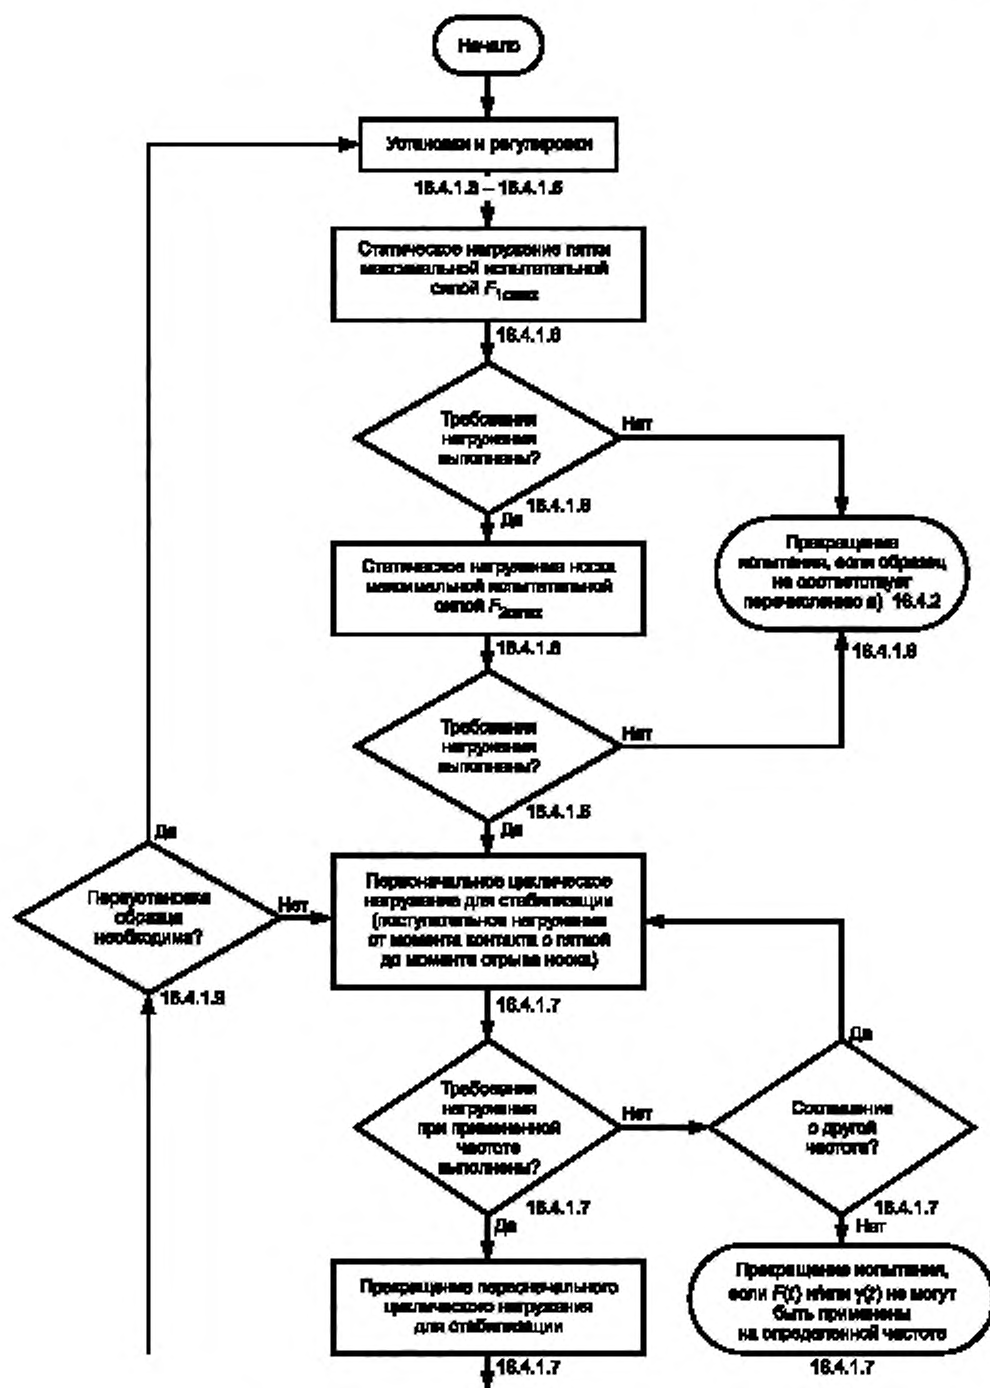 Начало
Установки и регулировки
16.4.1.3 – 16.4.1.5
Статическое нагружение пятки
максимальной испытательной
силой F1cmax
16.4.1.6
Требования
нагружения
выполнены?
Нет
16.4.1.6
Да
Статическое нагружение носка
максимальной испытательной
силой F2cmax
16.4.1.6
Прекращение
испытания, если образец
не соответствует
перечислению а) 16.4.2
16.4.1.6
Требования
нагружения
выполнены?
Нет
16.4.1.6
Да
Да
Переустановка
образца
необходима?
Нет
16.4.1.9
Первоначальное циклическое
нагружение для стабилизации
(поступательное нагружение
от момента контакта с пяткой
до момента отрыва носка)
16.4.1.7
Требования
нагружения
при примененной
частоте
выполнены?
Нет
16.4.1.7
Да
Да
Соглашение
о другой
частоте?
16.4.1.7
Нет
Прекращение первоначального
циклического нагружения
для стабилизации
16.4.1.7
Прекращение испытания,
если F(t) и/или γ(t) не могут
быть применены
на определенной частоте
16.4.1.7